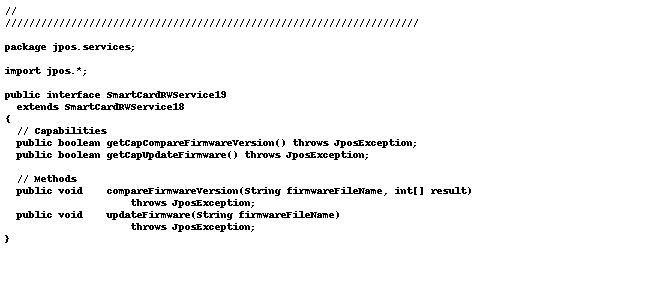 //
/////////////////////////////////////////////////////////////////////
package jpos.services;
import jpos.*;
public interface SmartCardRWService19
extends SmartCardRWService18
{
// Capabilities
public boolean getCapCompareFirmwareVersion() throws JposException;
public boolean getCapUpdateFirmware() throws JposException;
// Methods
public void    compareFirmwareVersion(String firmwareFileName, int[] result)
throws JposException;
public void    updateFirmware(String firmwareFileName)
throws JposException;
}